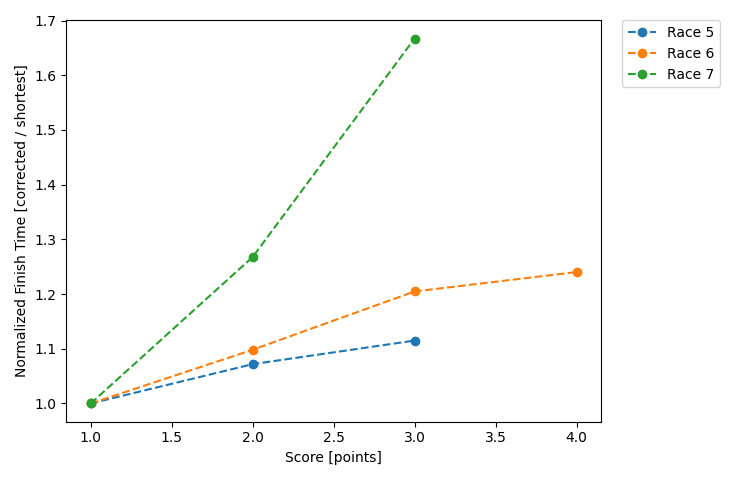 1.7
1.6
1.5
1.4
1.3
1.2
1.1
1.0
Normalized Finish Time [corrected / shortest]
1.0 1.5 2.0 2.5 3.0 3.5 4.0
Score [points]
Race 5
Race 6
Race 7